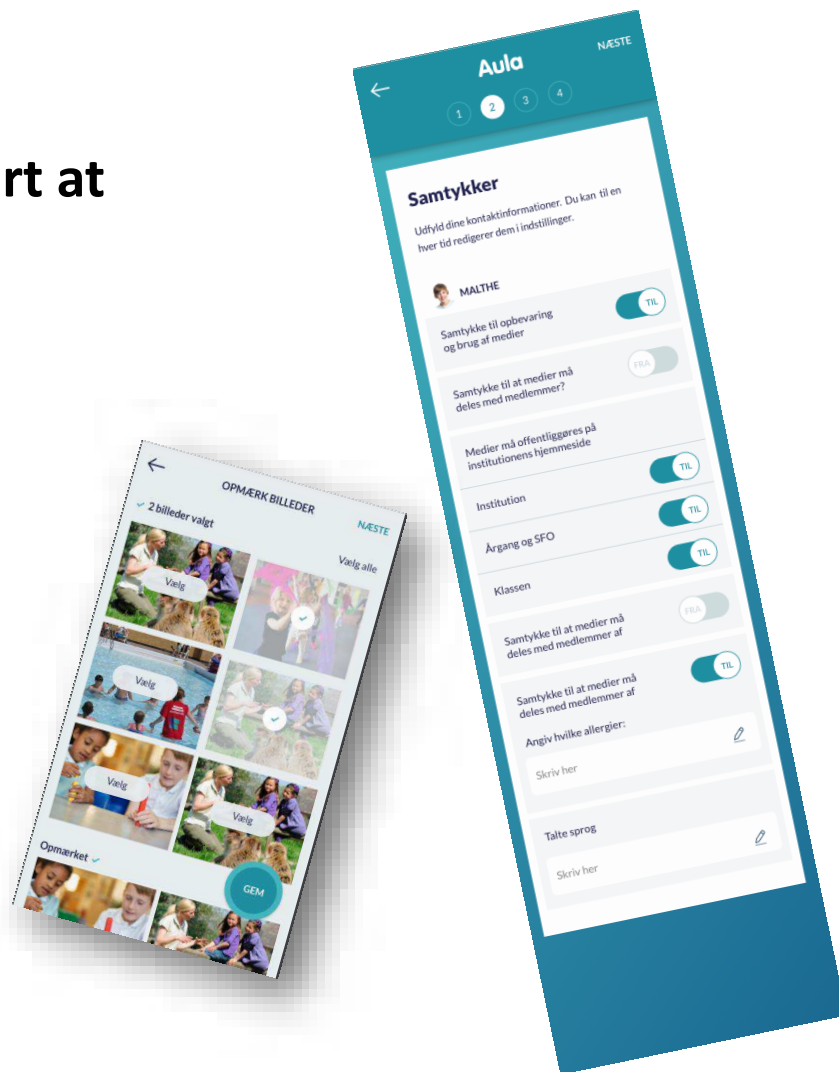 rt at
NÆSTE
Aula
1 2 3 4
Samtykker
Udfyld dine kontaktinformationer. Du kan til en
hver tid redigerer dem i indstillinger.
MALTHE
Samtykke til opbevaring
og brug af medier
TIL
Samtykke til at medier må
deles med medlemmer?
FRA
Medier må offentliggøres på
institutionens hjemmeside
Institution
TIL
Årgang og SFO
TIL
Klassen
TIL
Samtykke til at medier må
deles med medlemmer af
FRA
Samtykke til at medier må
deles med medlemmer af
TIL
Angiv hvilke allergier:
Skriv her
Talte sprog
Skriv her
OPMÆRK BILLEDER
NÆSTE
2 billeder valgt
Vælg alle
Vælg
Vælg
Vælg
Vælg
Opmærket
GEM